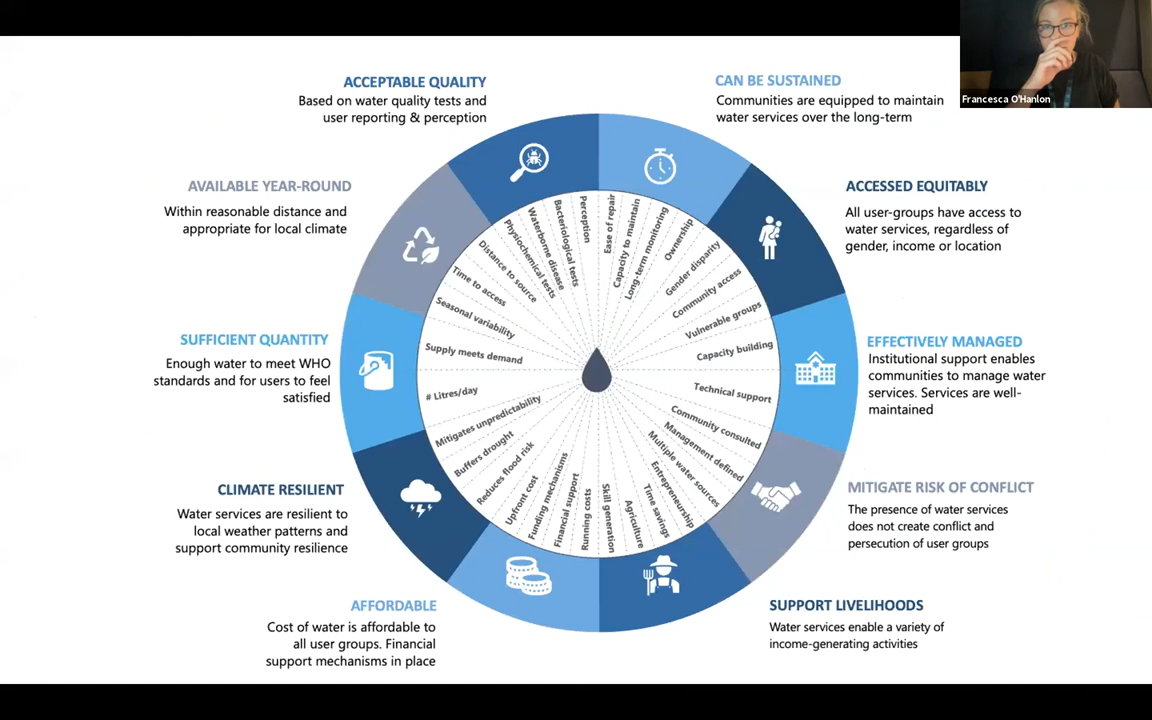 ACCEPTABLE QUALITY
Based on water quality tests and
user reporting & perception
CAN BE SUSTAINED
Communities are equipped to maintain
water services over the long-term
Francesca O'Hanlon
AVAILABLE YEAR-ROUND
Within reasonable distance and
appropriate for local climate
ACCESSED EQUITABLY
All user-groups have access to
water services, regardless of
gender, income or location
SUFFICIENT QUANTITY
Enough water to meet WHO
standards and for users to feel
satisfied
EFFECTIVELY MANAGED
Institutional support enables
communities to manage water
services. Services are well-
maintained
CLIMATE RESILIENT
Water services are resilient to
local weather patterns and
support community resilience
MITIGATE RISK OF CONFLICT
The presence of water services
does not create conflict and
persecution of user groups
AFFORDABLE
Cost of water is affordable to
all user groups. Financial
support mechanisms in place
SUPPORT LIVELIHOODS
Water services enable a variety of
income-generating activities
Ease of repair
Capacity to maintain
Long-term monitoring
Ownership
Gender disparity
Community access
Vulnerable groups
Capacity building
Technical support
Community consulted
Management defined
Multiple water sources
Entrepreneurship
Time savings
Agriculture
Skill generation
Running costs
Financial support
Funding mechanisms
Upfront cost
Reduces flood risk
Buffers drought
Mitigates unpredictability
# Litres/day
Supply meets demand
Seasonal variability
Time to access
Distance to source
Physiochemical tests
Waterborne disease
Bacteriological tests
Perception